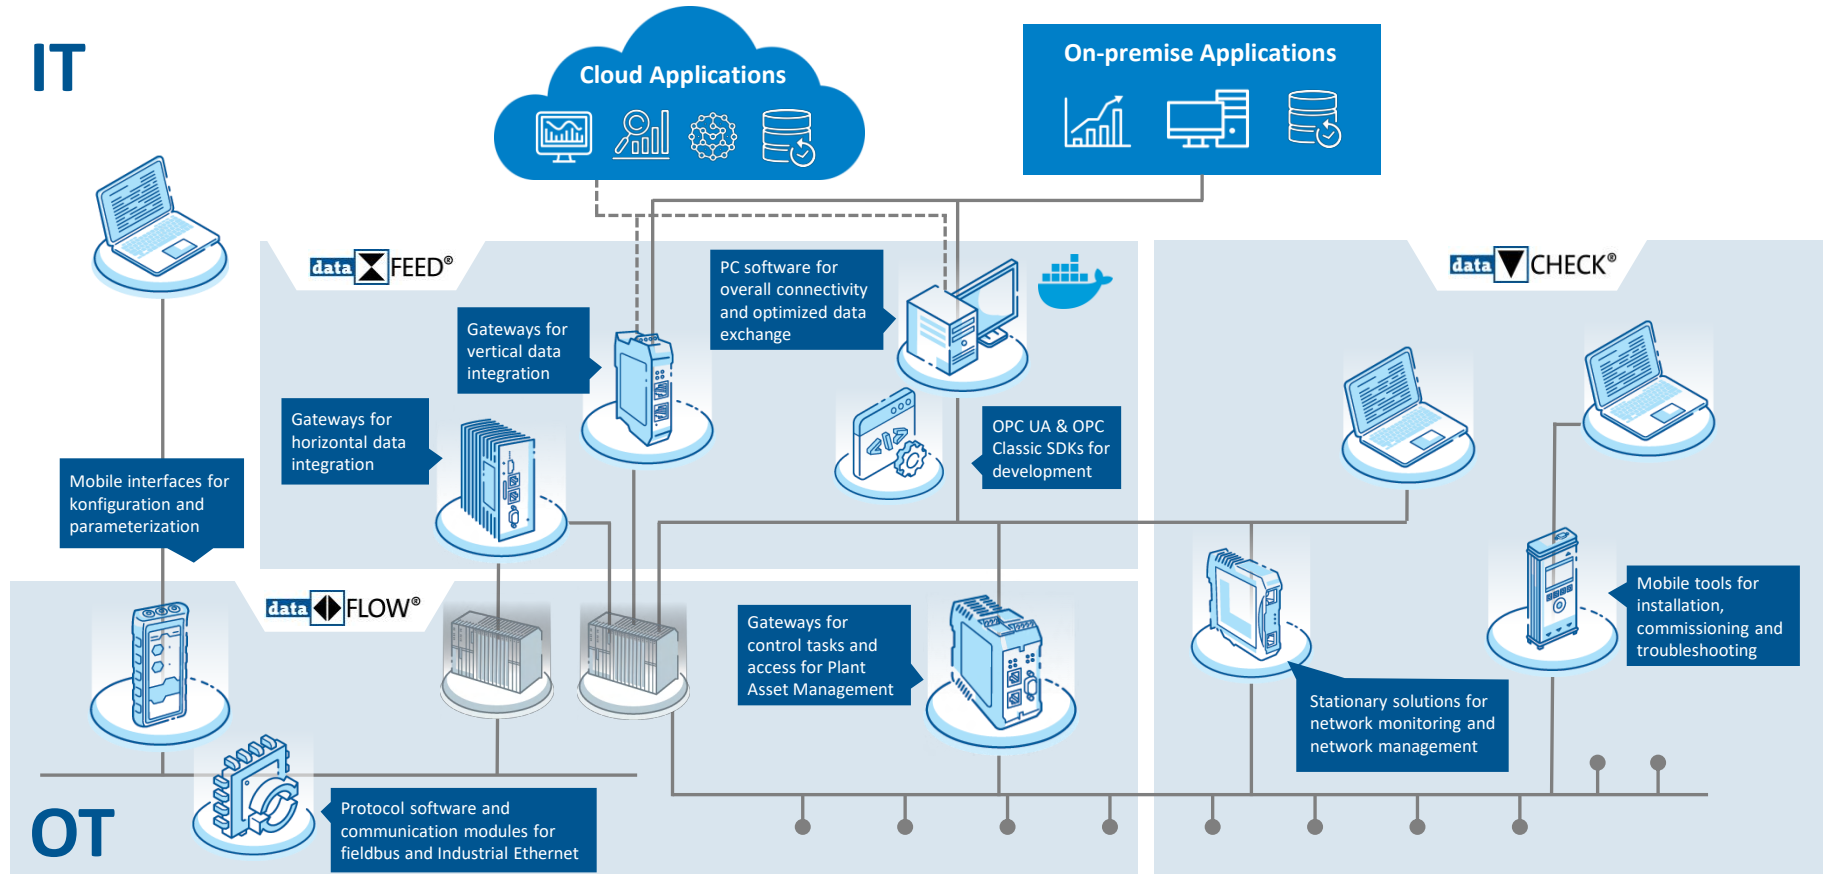 IT
Cloud Applications
On-premise Applications
data FEED®
data CHECK®
PC software for
overall connectivity
and optimized data
exchange
Gateways for
vertical data
integration
Gateways for
horizontal data
integration
OPC UA & OPC
Classic SDKs for
development
Mobile interfaces for
konfiguration and
parameterization
data FLOW®
Gateways for
control tasks and
access for Plant
Asset Management
Mobile tools for
installation,
commissioning and
troubleshooting
Stationary solutions for
network monitoring and
network management
Protocol software and
communication modules for
fieldbus and Industrial Ethernet
OT